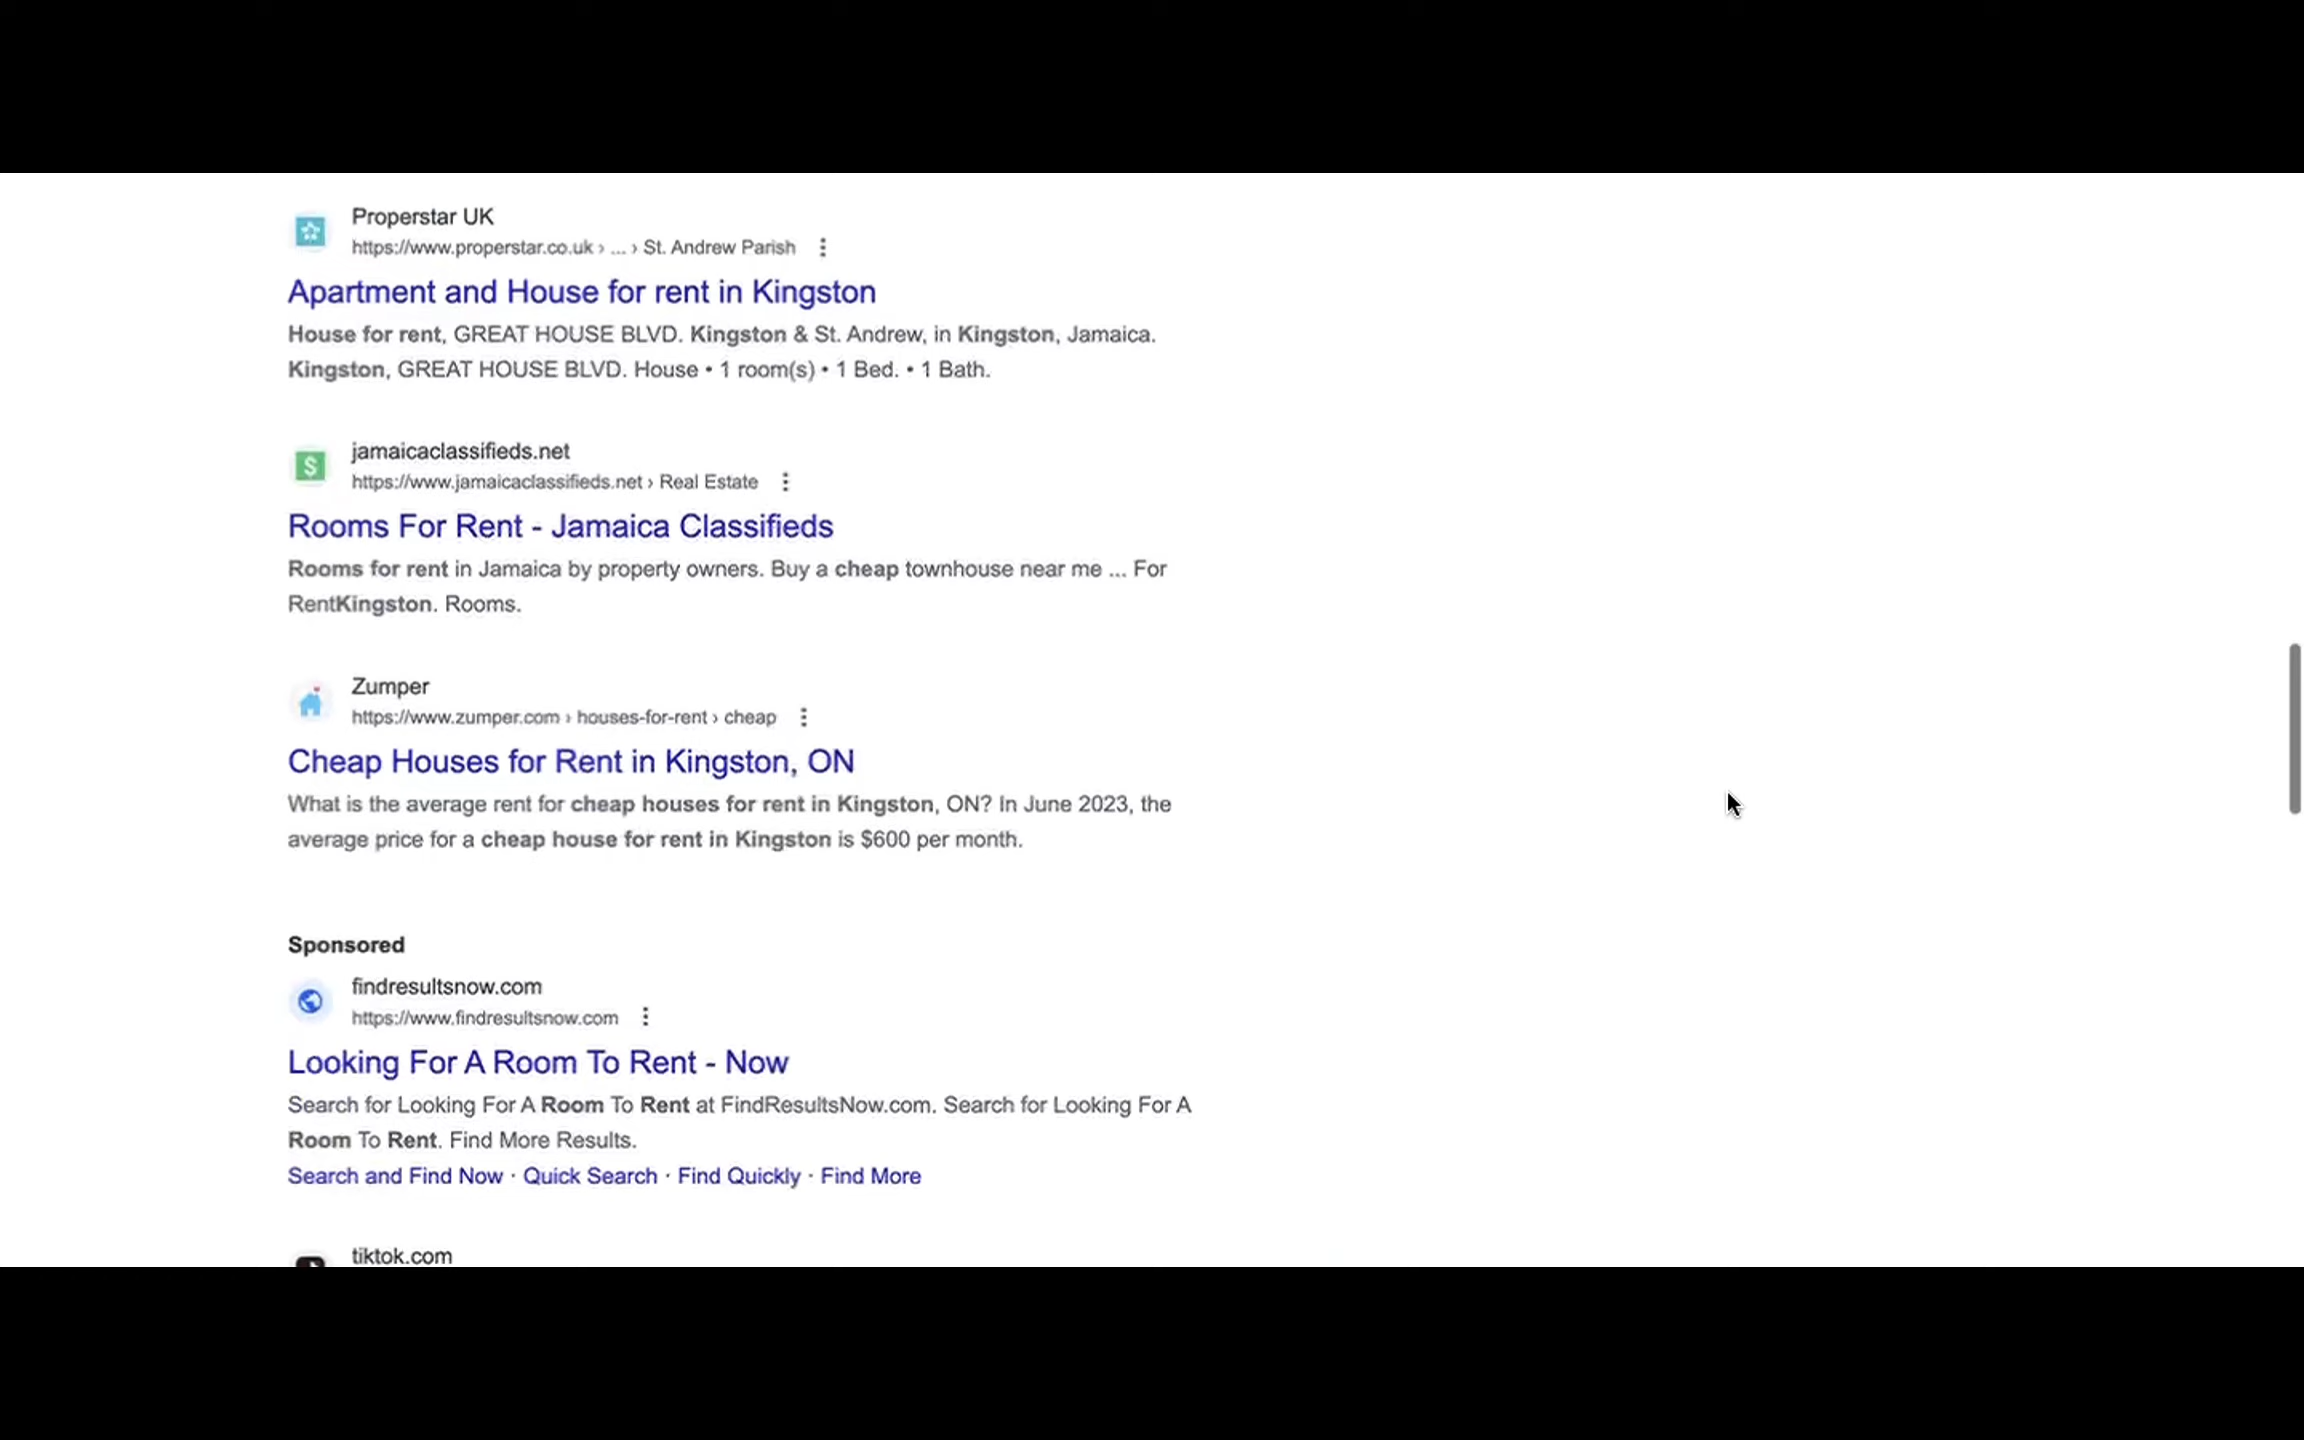 Properstar UK
https://www.properstar.co.uk › ... › St. Andrew Parish
Apartment and House for rent in Kingston
House for rent, GREAT HOUSE BLVD. Kingston & St. Andrew, in Kingston, Jamaica.
Kingston, GREAT HOUSE BLVD. House • 1 room(s) • 1 Bed. • 1 Bath.
jamaicaclassifieds.net
https://www.jamaicaclassifieds.net › Real Estate
Rooms For Rent - Jamaica Classifieds
Rooms for rent in Jamaica by property owners. Buy a cheap townhouse near me ... For
RentKingston. Rooms.
Zumper
https://www.zumper.com › houses-for-rent › cheap
Cheap Houses for Rent in Kingston, ON
What is the average rent for cheap houses for rent in Kingston, ON? In June 2023, the
average price for a cheap house for rent in Kingston is $600 per month.
Sponsored
findresultsnow.com
https://www.findresultsnow.com
Looking For A Room To Rent - Now
Search for Looking For A Room To Rent at FindResultsNow.com. Search for Looking For A
Room To Rent. Find More Results.
Search and Find Now · Quick Search · Find Quickly · Find More
tiktok.com